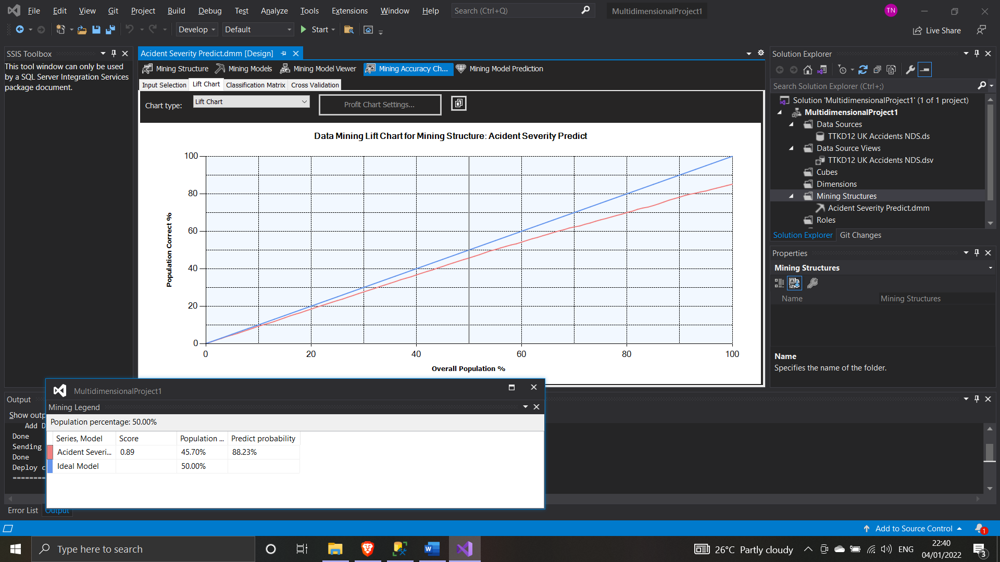 File Edit View Git Project Build Debug Test Analyze Tools Extensions Window Help Search (Ctrl+Q) MultidimensionalProject1 TN
Develop Default Start Live Share
SSIS Toolbox
This tool window can only be used
by a SQL Server Integration Services
package document.
Acident Severity Predict.dmm [Design]
Mining Structure Mining Models Mining Model Viewer Mining Accuracy Ch... Mining Model Prediction
Input Selection Lift Chart Classification Matrix Cross Validation
Chart type: Lift Chart Profit Chart Settings...
Data Mining Lift Chart for Mining Structure: Acident Severity Predict
Population Correct %
100
80
60
40
20
0
0 20 40 60 80 100
Overall Population %
Solution Explorer
Search Solution Explorer (Ctrl+;)
Solution 'MultidimensionalProject1' (1 of 1 project)
MultidimensionalProject1
Data Sources
TTKD12 UK Accidents NDS.ds
Data Source Views
TTKD12 UK Accidents NDS.dsv
Cubes
Dimensions
Mining Structures
Acident Severity Predict.dmm
Roles
Solution Explorer Git Changes
Properties
Mining Structures
Name Mining Structures
Name
Specifies the name of the folder.
Output
Show outp
Add D
Done
Sending
Done
Deploy c
=========
MultidimensionalProject1
Mining Legend
Population percentage: 50.00%
Series, Model Score Population ... Predict probability
Acident Severi... 0.89 45.70% 88.23%
Ideal Model 50.00%
Error List Output
Add to Source Control 1
Type here to search 26°C Partly cloudy ENG 22:40
04/01/2022 3